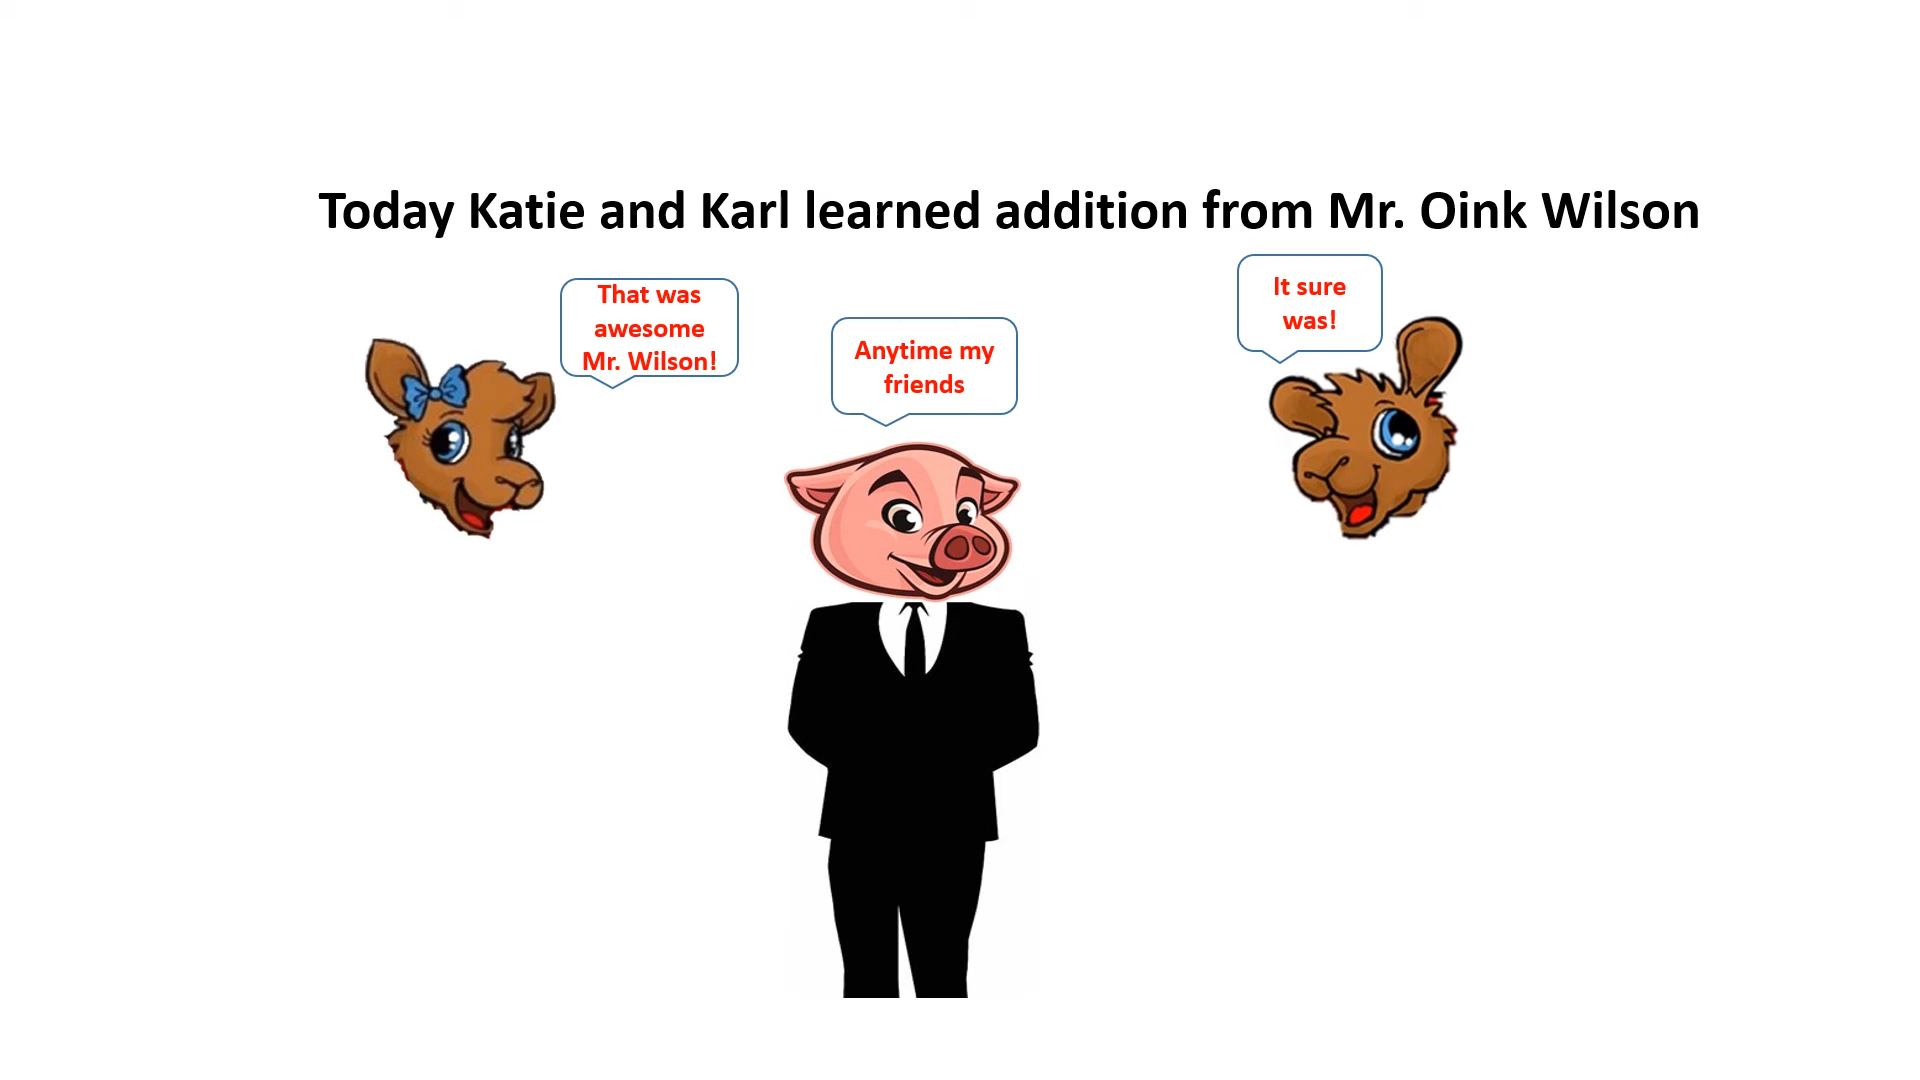 Today Katie and Karl learned addition from Mr. Oink Wilson
That was
awesome
Mr. Wilson!
Anytime my
friends
It sure
was!